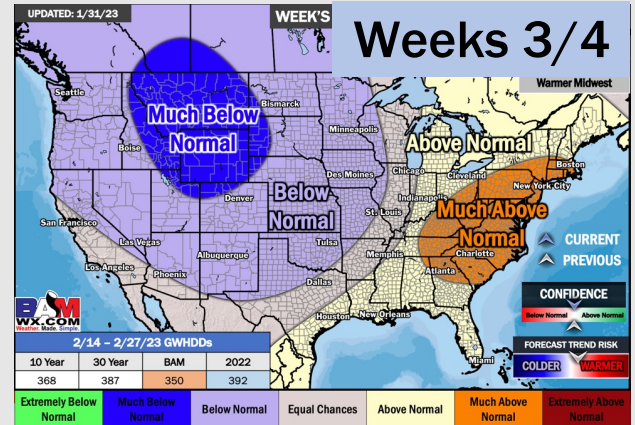 UPDATED: 1/31/23
WEEK'S
Weeks 3/4
Warmer Midwest
Seattle
Bismarck
Much Below
Normal
Minneapolis
Boise
Above Normal
Boston
Chicago
Cleveland
Des Moines
New York City
Denver
Below
Normal
Indianapolis
Much Above
Normal
St. Louis
San Francisco
Las Vegas
Tulsa
CURRENT
PREVIOUS
Albuquerque
Memphis
Charlotte
Los Angeles
Phoenix
Atlanta
Dallas
CONFIDENCE
Below Normal Above Normal
BAM
WX.COM
Weather. Made. Simple.
Houston
New Orleans
FORECAST TREND RISK
COLDER WARMER
Miami
2/14 – 2/27/23 GWHDDs
10 Year 30 Year BAM 2022
368 387 350 392
Extremely Below Normal
Much Below Normal
Below Normal
Equal Chances
Above Normal
Much Above Normal
Extremely Above Normal